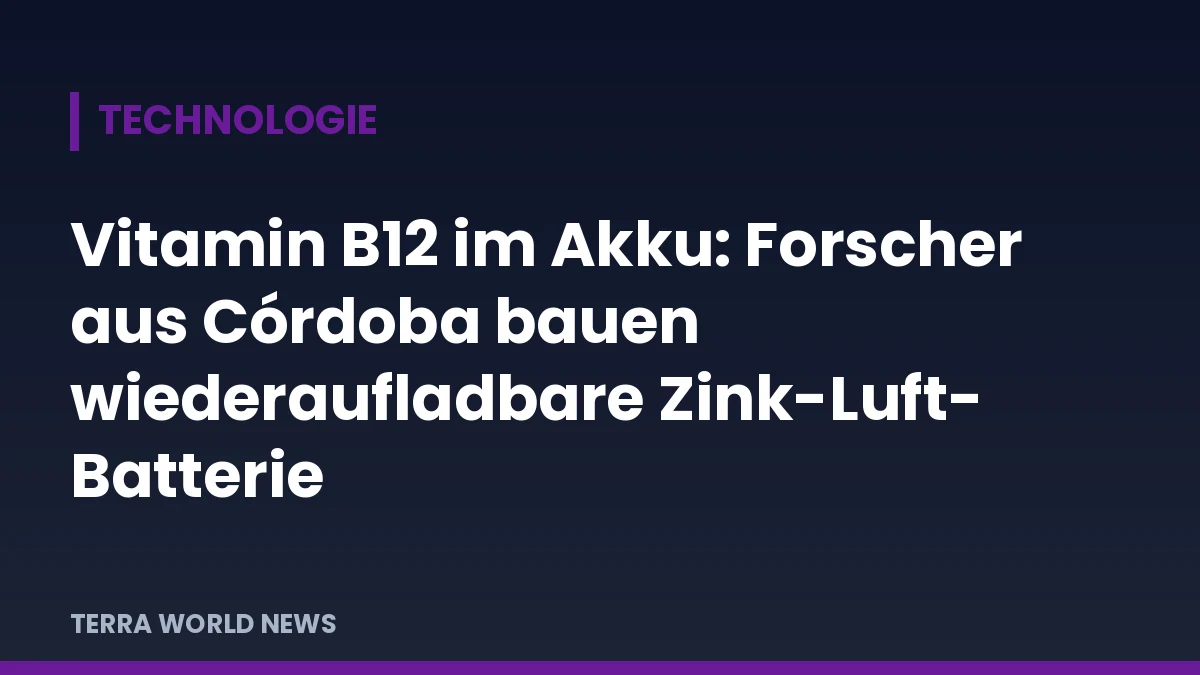 TECHNOLOGIE
Vitamin B12 im Akku: Forscher
aus Córdoba bauen
wiederaufladbare Zink-Luft-
Batterie
TERRA WORLD NEWS